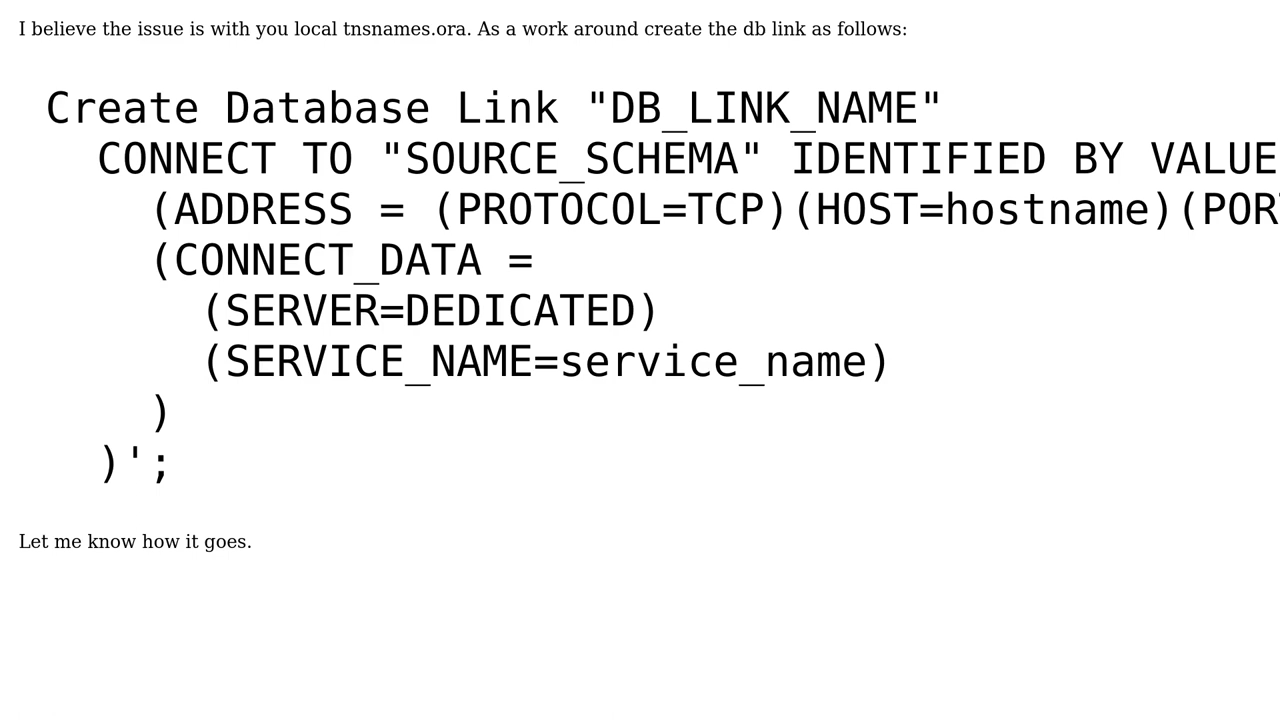 I believe the issue is with you local tnsnames.ora. As a work around create the db link as follows:
Create Database Link "DB_LINK_NAME"
CONNECT TO "SOURCE_SCHEMA" IDENTIFIED BY VALUE
(ADDRESS = (PROTOCOL=TCP)(HOST=hostname)(POR
(CONNECT_DATA =
(SERVER=DEDICATED)
(SERVICE_NAME=service_name)
)
)';
Let me know how it goes.